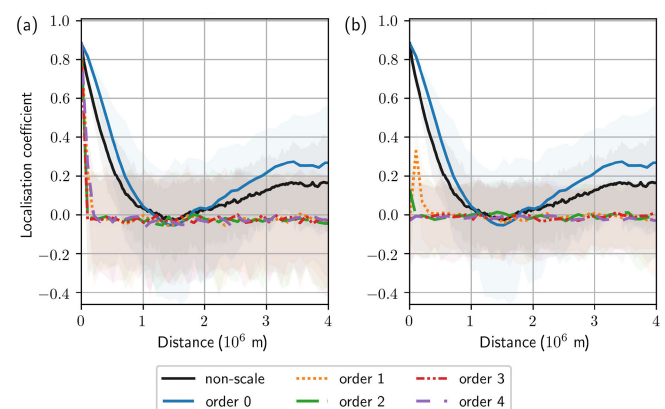 (a)
(b)
1.0
0.8
0.6
0.4
0.2
0.0
−0.2
−0.4
Localisation coefficient
0 1 2 3 4
Distance (10⁶ m)
1.0
0.8
0.6
0.4
0.2
0.0
−0.2
−0.4
0 1 2 3 4
Distance (10⁶ m)
non-scale order 1 order 3
order 0 order 2 order 4